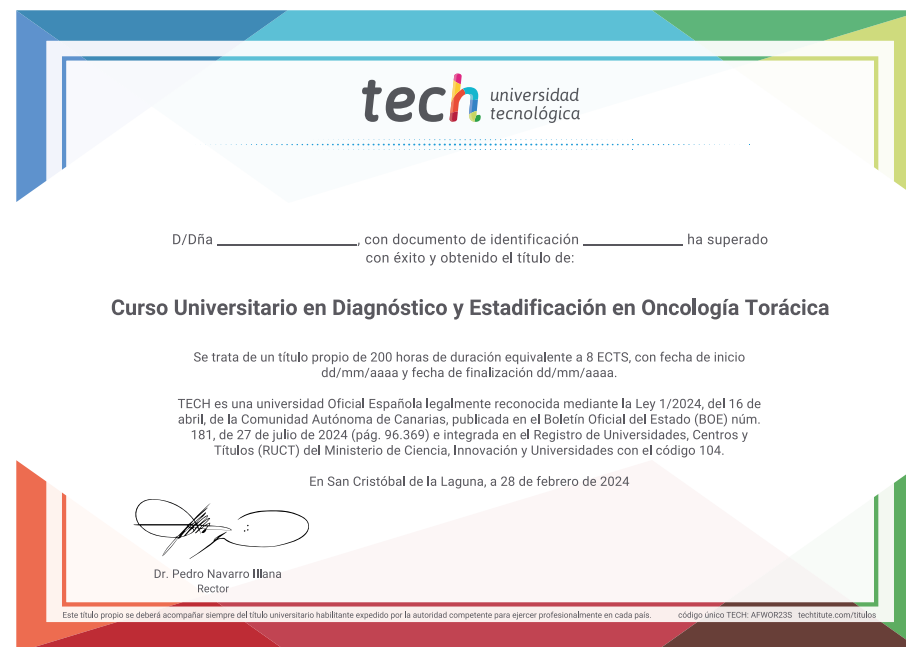 tech universidad
tecnológica
D/Dña ____________, con documento de identificación ____________ ha superado
con éxito y obtenido el título de:
Curso Universitario en Diagnóstico y Estadificación en Oncología Torácica
Se trata de un título propio de 200 horas de duración equivalente a 8 ECTS, con fecha de inicio
dd/mm/aaaa y fecha de finalización dd/mm/aaaa.
TECH es una universidad Oficial Española legalmente reconocida mediante la Ley 1/2024, del 16 de
abril, de la Comunidad Autónoma de Canarias, publicada en el Boletín Oficial del Estado (BOE) núm.
181, de 27 de julio de 2024 (pág. 96.369) e integrada en el Registro de Universidades, Centros y
Títulos (RUCT) del Ministerio de Ciencia, Innovación y Universidades con el código 104.
En San Cristóbal de la Laguna, a 28 de febrero de 2024
Dr. Pedro Navarro Illana
Rector
Este título propio se deberá acompañar siempre del título universitario habilitante expedido por la autoridad competente para ejercer profesionalmente en cada país. código único TECH: AFWOR23S techtitute.com/titulos